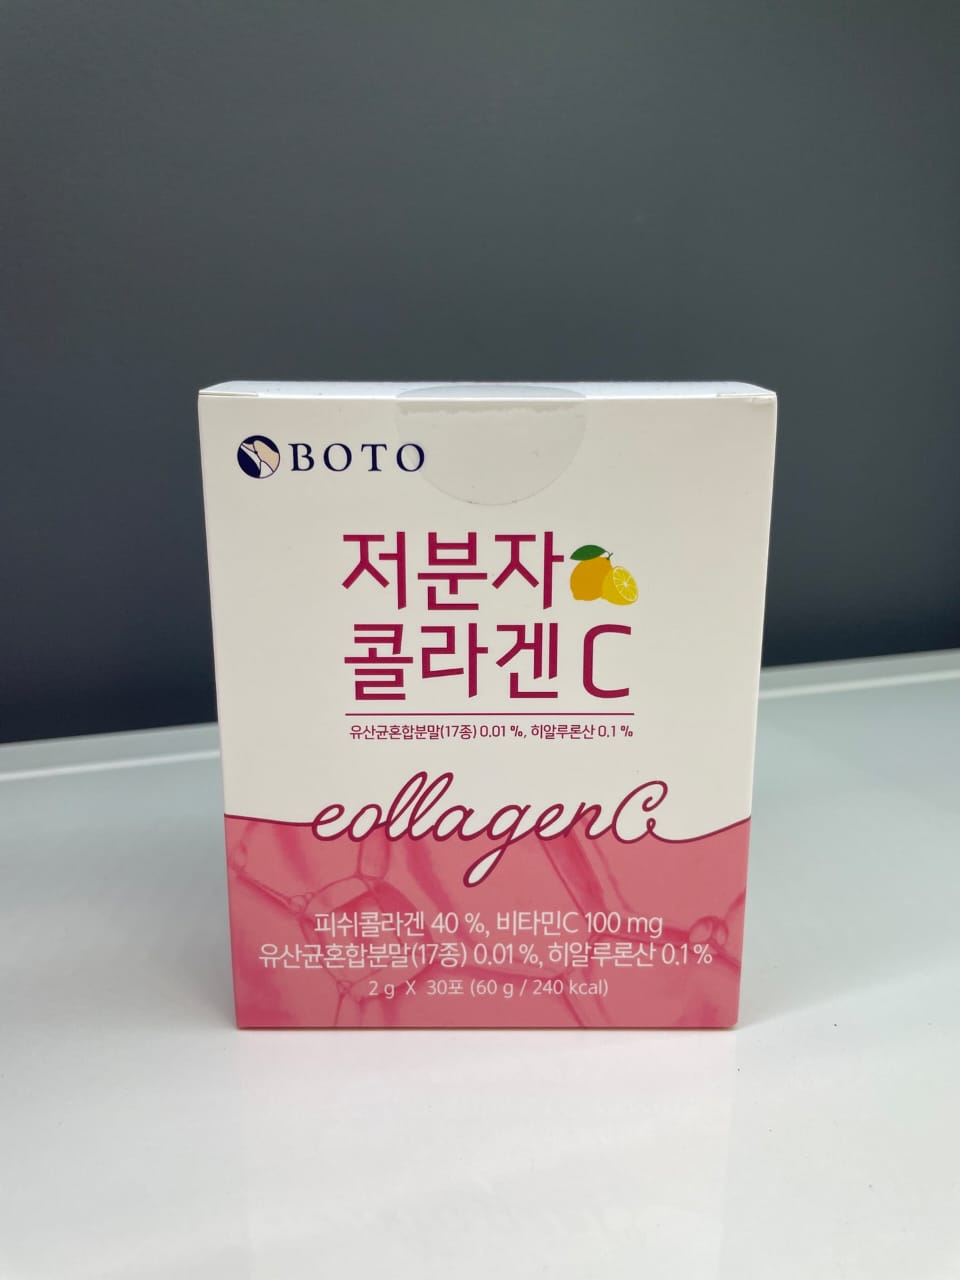 BOTO
저분자
콜라겐 C
유산균혼합분말(17종) 0.01 %, 히알루론산 0.1 %
collagen C
피쉬콜라겐 40 %, 비타민C 100 mg
유산균혼합분말(17종) 0.01 %, 히알루론산 0.1 %
2 g X 30포 (60 g / 240 kcal)